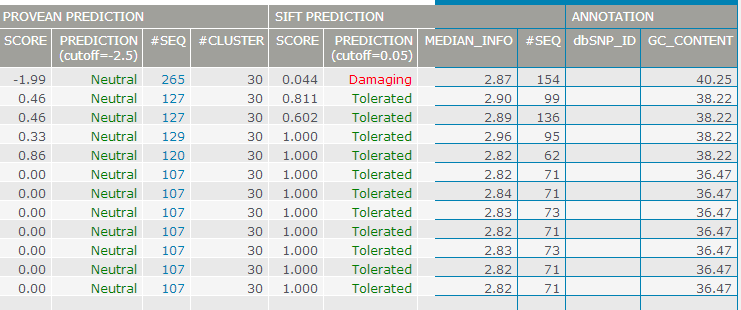 PROVEAN PREDICTION SIFT PREDICTION ANNOTATION
SCORE PREDICTION #SEQ #CLUSTER SCORE PREDICTION MEDIAN_INFO #SEQ dbSNP_ID GC_CONTENT
(cutoff=-2.5) (cutoff=0.05)
-1.99 Neutral 265 30 0.044 Damaging 2.87 154 40.25
0.46 Neutral 127 30 0.811 Tolerated 2.90 99 38.22
0.46 Neutral 127 30 0.602 Tolerated 2.89 136 38.22
0.33 Neutral 129 30 1.000 Tolerated 2.96 95 38.22
0.86 Neutral 120 30 1.000 Tolerated 2.82 62 38.22
0.00 Neutral 107 30 1.000 Tolerated 2.82 71 36.47
0.00 Neutral 107 30 1.000 Tolerated 2.84 71 36.47
0.00 Neutral 107 30 1.000 Tolerated 2.83 73 36.47
0.00 Neutral 107 30 1.000 Tolerated 2.82 71 36.47
0.00 Neutral 107 30 1.000 Tolerated 2.83 73 36.47
0.00 Neutral 107 30 1.000 Tolerated 2.82 71 36.47
0.00 Neutral 107 30 1.000 Tolerated 2.82 71 36.47